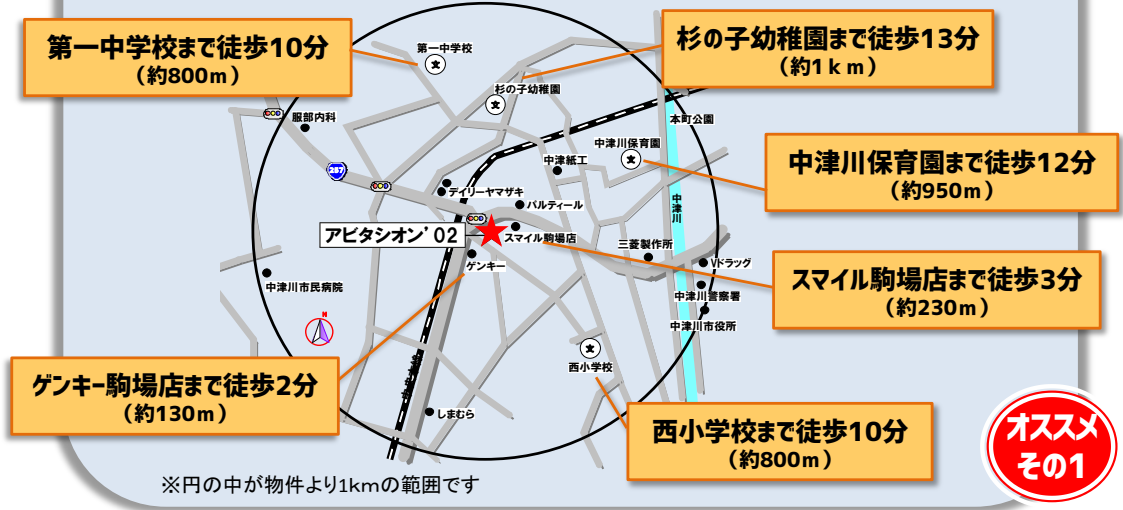 第一中学校まで徒歩10分
(約800m)
杉の子幼稚園まで徒歩13分
(約1km)
第一中学校
杉の子幼稚園
服部内科
本町公園
中津川保育園
中津紙工
中津川保育園まで徒歩12分
(約950m)
267
デイリーヤマザキ
バルティール
中津川
アビタシオン'02
スマイル駒場店
三菱製作所
ゲンキー
Vドラッグ
スマイル駒場店まで徒歩3分
(約230m)
中津川市民病院
中津川警察署
中津川市役所
N
西小学校
ゲンキー駒場店まで徒歩2分
(約130m)
しまむら
西小学校まで徒歩10分
(約800m)
オススメ
その1
※円の中が物件より1kmの範囲です